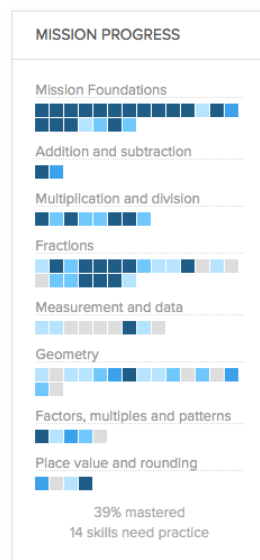 MISSION PROGRESS
Mission Foundations
Addition and subtraction
Multiplication and division
Fractions
Measurement and data
Geometry
Factors, multiples and patterns
Place value and rounding
39% mastered
14 skills need practice